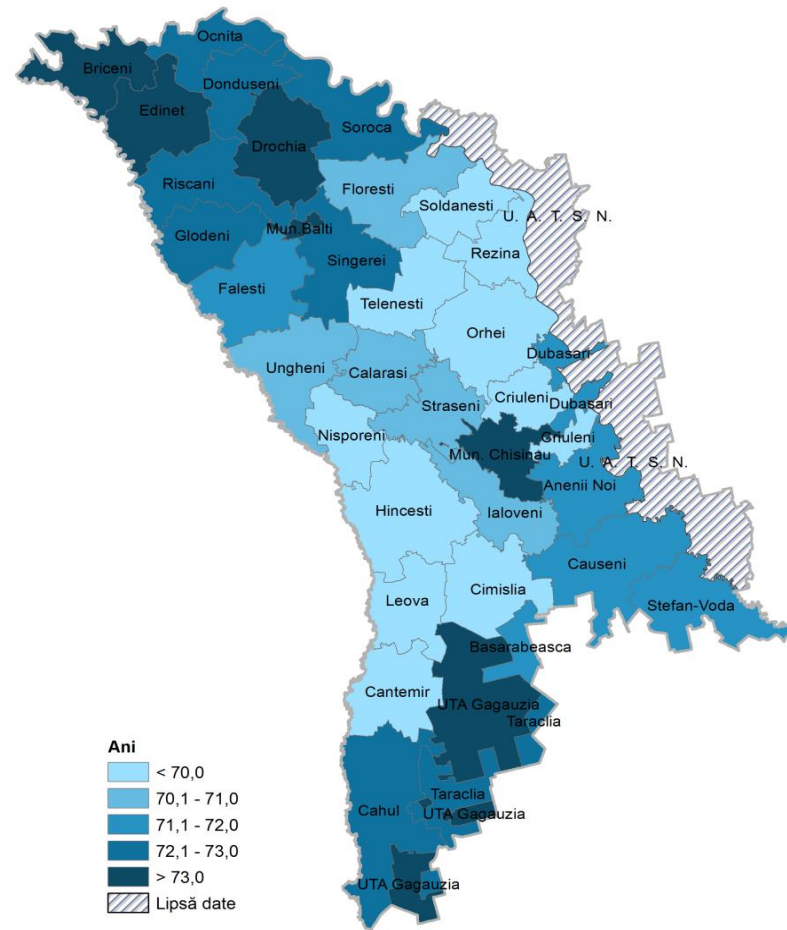 Ocnita
Briceni
Donduseni
Edinet
Soroca
Drochia
Riscani
Floresti
Soldanesti
U. A. T. S. N.
Mun.Balti
Glodeni
Singerei
Rezina
Falesti
Telenesti
Orhei
Dubasari
Ungheni
Calarasi
Criuleni
Dubasari
Straseni
Nisporeni
Criuleni
Mun. Chisinau
U. A. T. S. N.
Anenii Noi
Hincesti
Ialoveni
Causeni
Cimislia
Leova
Stefan-Voda
Basarabeasca
Cantemir
UTA Gagauzia
Taraclia
Taraclia
Cahul
UTA Gagauzia
UTA Gagauzia
Ani
< 70,0
70,1 - 71,0
71,1 - 72,0
72,1 - 73,0
> 73,0
Lipsă date